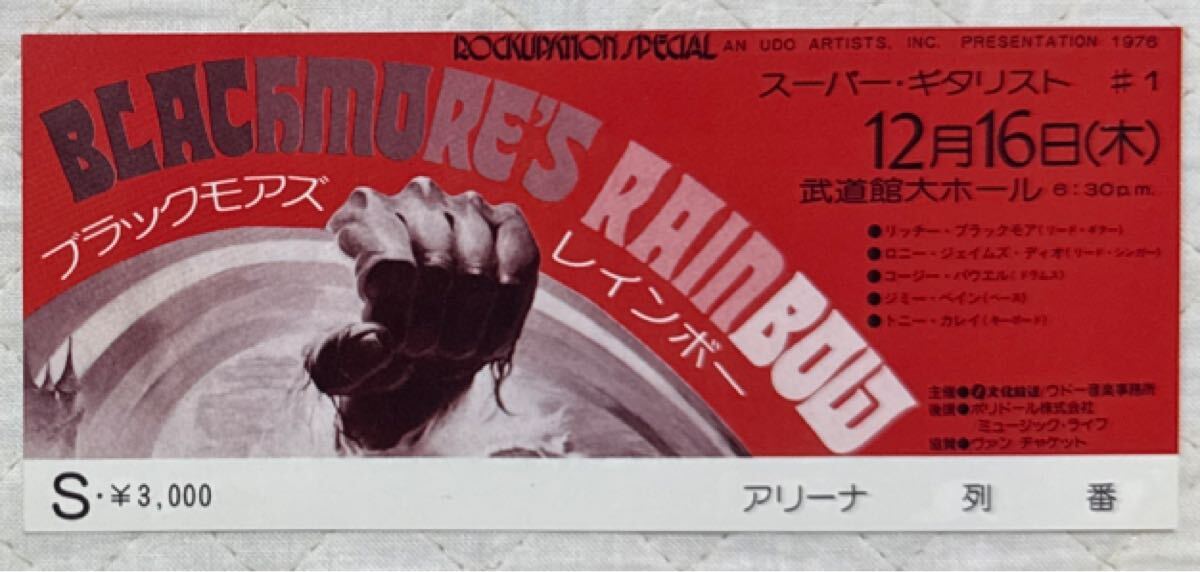 ROCKUPATION SPECIAL AN UDO ARTISTS, INC. PRESENTATION 1976
BLACKMORE'S RAINBOW
ブラックモアズ
レインボー
スーパー・ギタリスト #1
12月16日(木)
武道館大ホール 6:30p.m.
●リッチー・ブラックモア(リード・ギター)
●ロニー・ジェイムズ・ディオ(リード・シンガー)
●コージー・パウエル(ドラムス)
●ジミー・ベイン(ベース)
●トニー・カレイ(キーボード)
主催●文化放送/ウドー音楽事務所
後援●ポリドール株式会社
ミュージック・ライフ
協賛●ヴァン ヂャケット
S・¥3,000
アリーナ 列 番